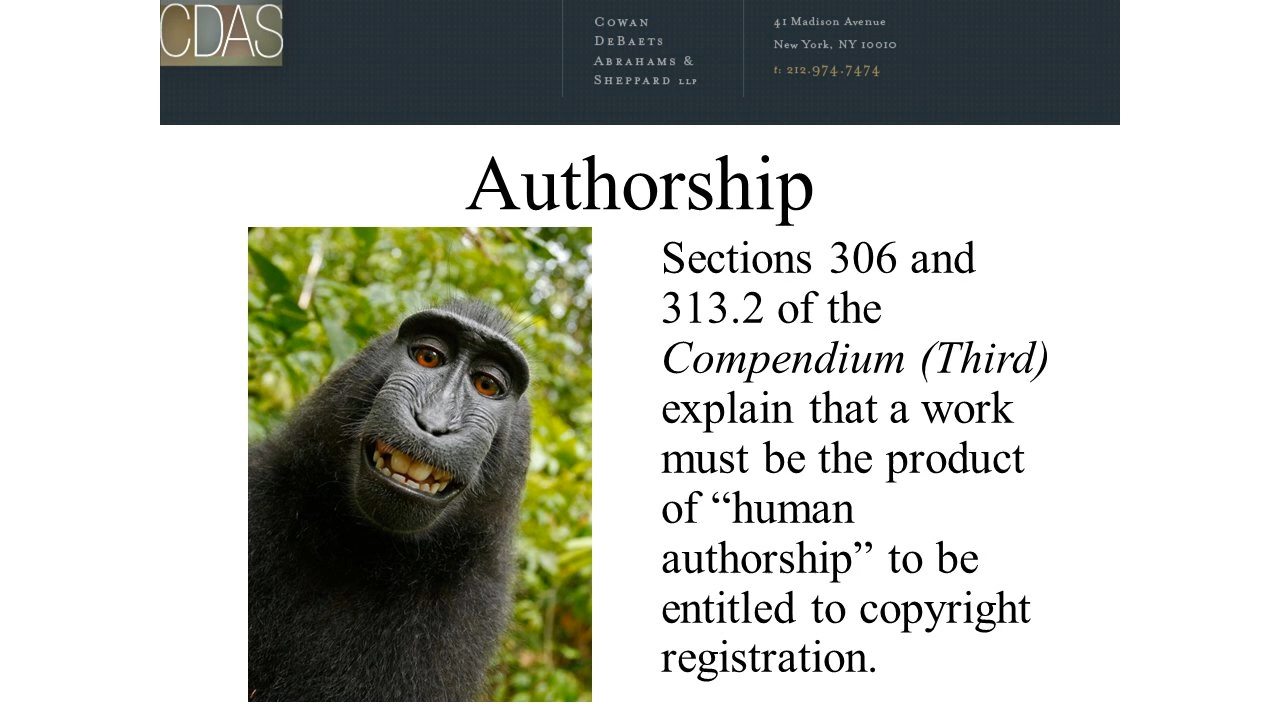 CDAS
COWAN
DEBAETS
ABRAHAMS &
SHEPPARD LLP
41 Madison Avenue
New York, NY 10010
t: 212.974.7474
Authorship
Sections 306 and
313.2 of the
Compendium (Third)
explain that a work
must be the product
of “human
authorship” to be
entitled to copyright
registration.